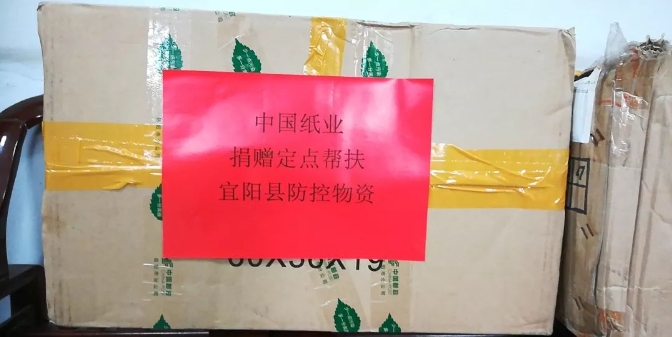 中国纸业
捐赠定点帮扶
宜阳县防控物资